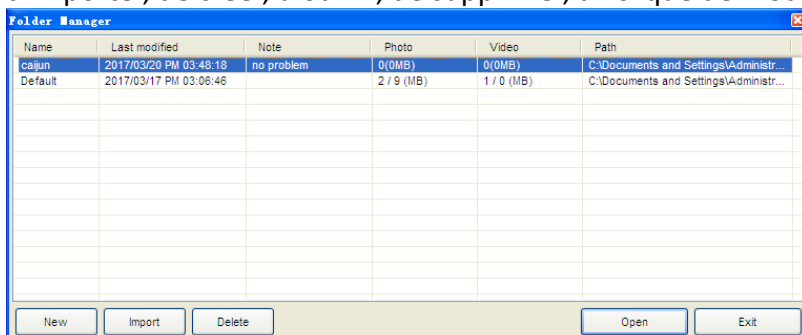 Folder Manager
Name Last modified Note Photo Video Path
caijun 2017/03/20 PM 03:48:18 no problem 0(0MB) 0(0MB) C:\Documents and Settings\Administr...
Default 2017/03/17 PM 03:06:46 2 / 9 (MB) 1 / 0 (MB) C:\Documents and Settings\Administr...
New Import Delete Open Exit